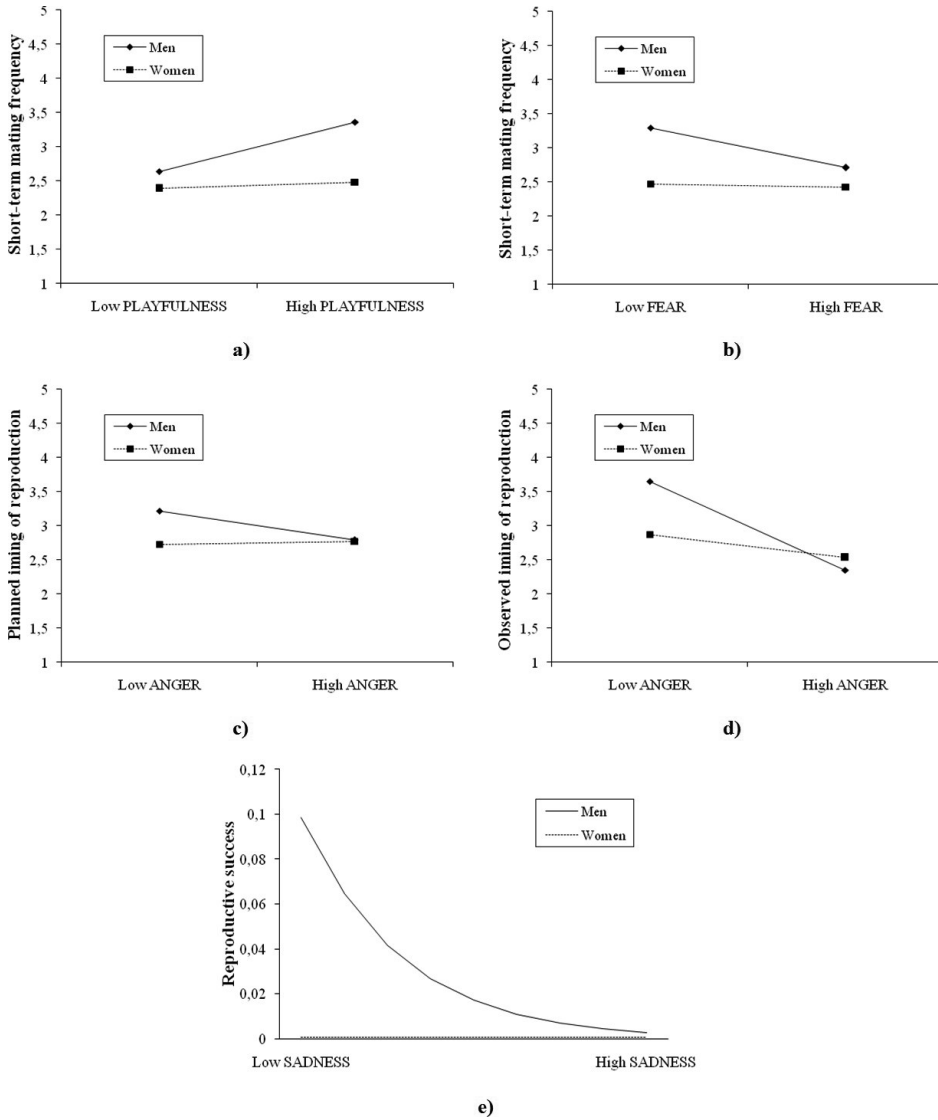 Short-term mating frequency
5
4,5
4
3,5
3
2,5
2
1,5
1
Men
Women
Low PLAYFULNESS High PLAYFULNESS
a)
Short-term mating frequency
5
4,5
4
3,5
3
2,5
2
1,5
1
Men
Women
Low FEAR High FEAR
b)
Planned iming of reproduction
5
4,5
4
3,5
3
2,5
2
1,5
1
Men
Women
Low ANGER High ANGER
c)
Observed iming of reproduction
5
4,5
4
3,5
3
2,5
2
1,5
1
Men
Women
Low ANGER High ANGER
d)
Reproductive success
0,12
0,1
0,08
0,06
0,04
0,02
0
Men
Women
Low SADNESS High SADNESS
e)